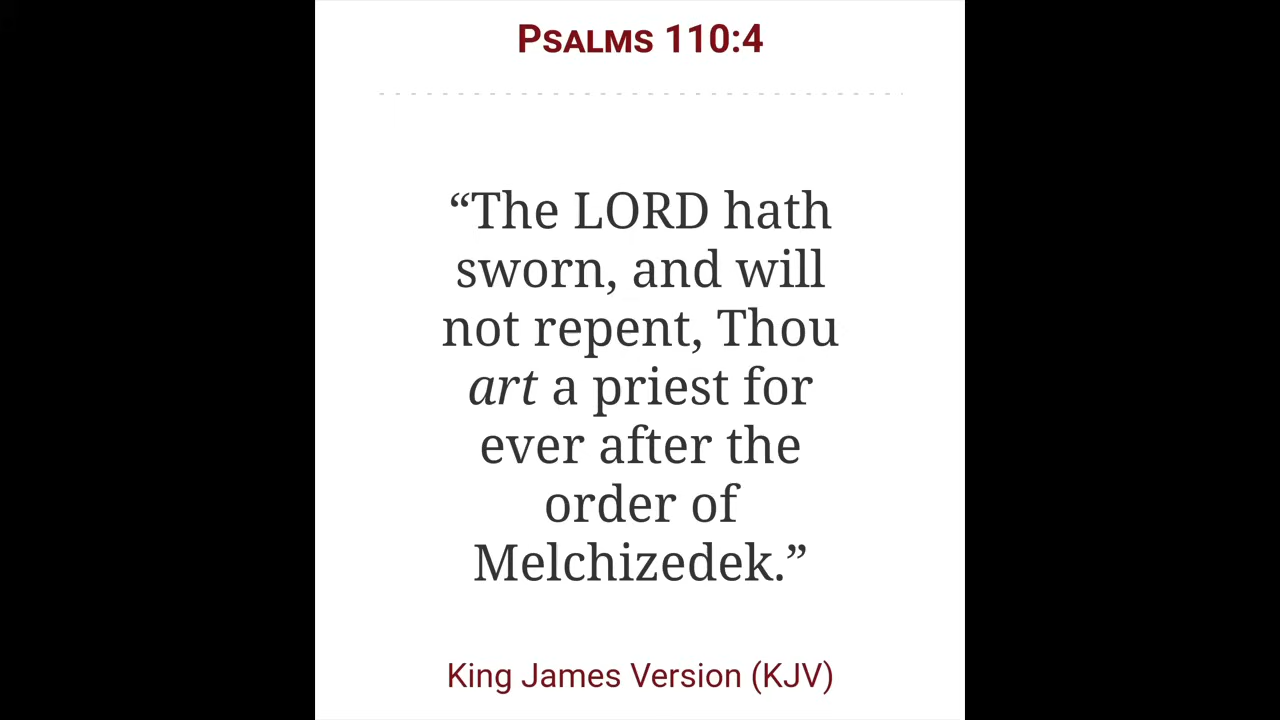 Psalms 110:4
“The LORD hath
sworn, and will
not repent, Thou
art a priest for
ever after the
order of
Melchizedek.”
King James Version (KJV)